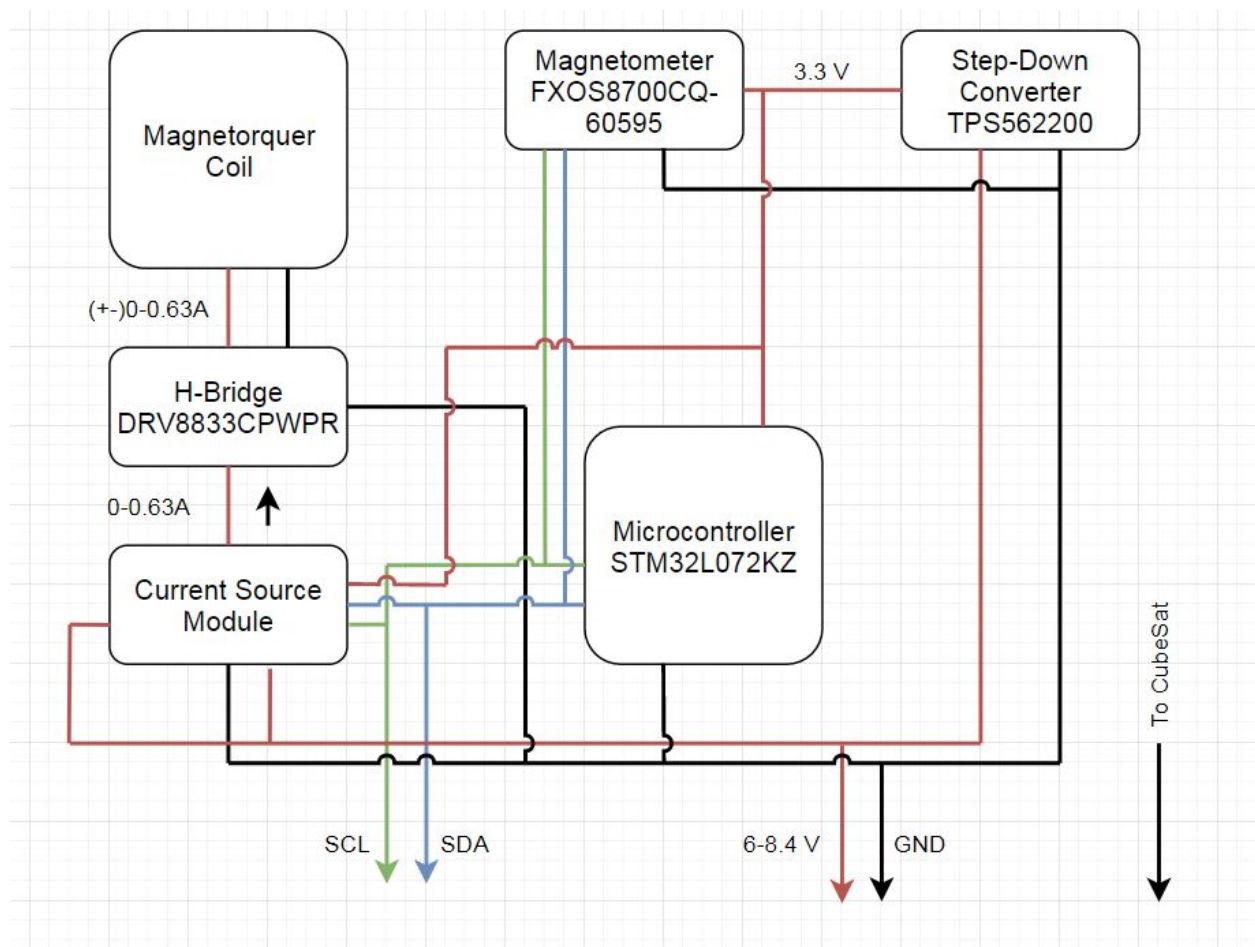 Magnetorquer
Coil
Magnetometer
FXOS8700CQ-
60595
3.3 V
Step-Down
Converter
TPS562200
(+-)0-0.63A
H-Bridge
DRV8833CPWPR
0-0.63A
Current Source
Module
Microcontroller
STM32L072KZ
To CubeSat
SCL
SDA
6-8.4 V
GND